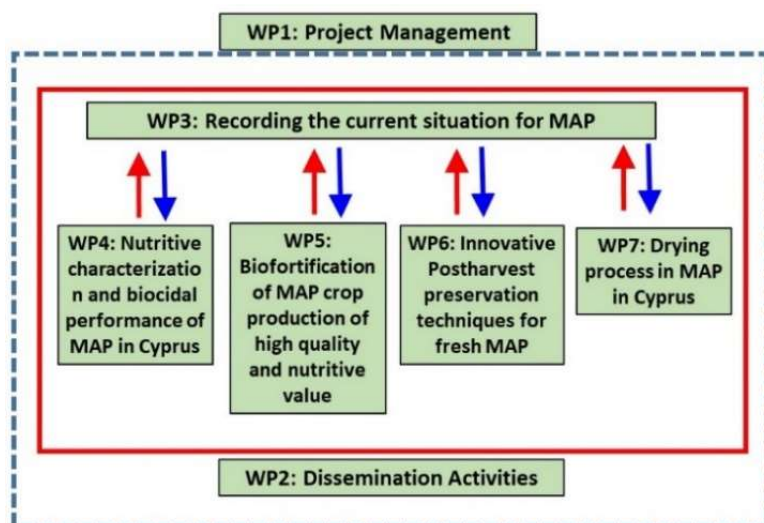 WP1: Project Management
WP3: Recording the current situation for MAP
WP4: Nutritive
characterizatio
n and biocidal
performance of
MAP in Cyprus
WP5:
Biofortification
of MAP crop
production of
high quality
and nutritive
value
WP6: Innovative
Postharvest
preservation
techniques for
fresh MAP
WP7: Drying
process in MAP
in Cyprus
WP2: Dissemination Activities